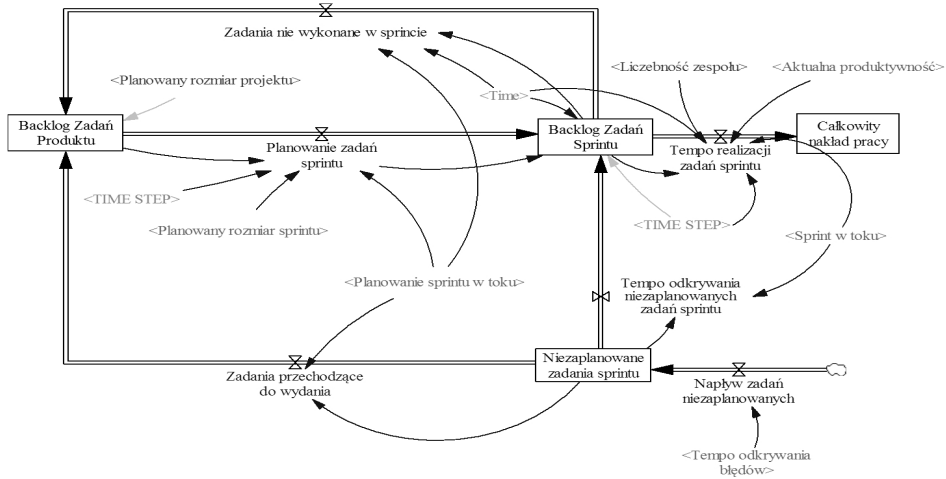 Zadania nie wykonane w sprincie
<Planowany rozmiar projektu>
<Liczebność zespołu>
<Aktualna produktywność>
<Time>
Backlog Zadań
Produktu
Planowanie zadań
sprintu
Backlog Zadań
Sprintu
Tempo realizacji
zadań sprintu
Całkowity
nakład pracy
<TIME STEP>
<Planowany rozmiar sprintu>
<TIME STEP>
<Sprint w toku>
<Planowanie sprintu w toku>
Tempo odkrywania
niezaplanowanych
zadań sprintu
Zadania przechodzące
do wydania
Niezaplanowane
zadania sprintu
Napływ zadań
niezaplanowanych
<Tempo odkrywania
błędów>